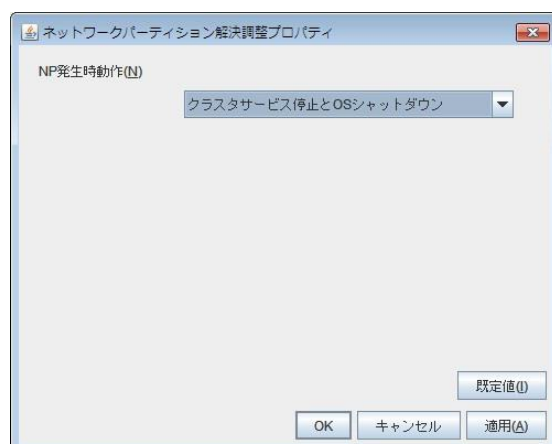 ネットワークパーティション解決調整プロパティ
NP発生時動作(N)
クラスタサービス停止とOSシャットダウン
既定値(I)
OK キャンセル 適用(A)